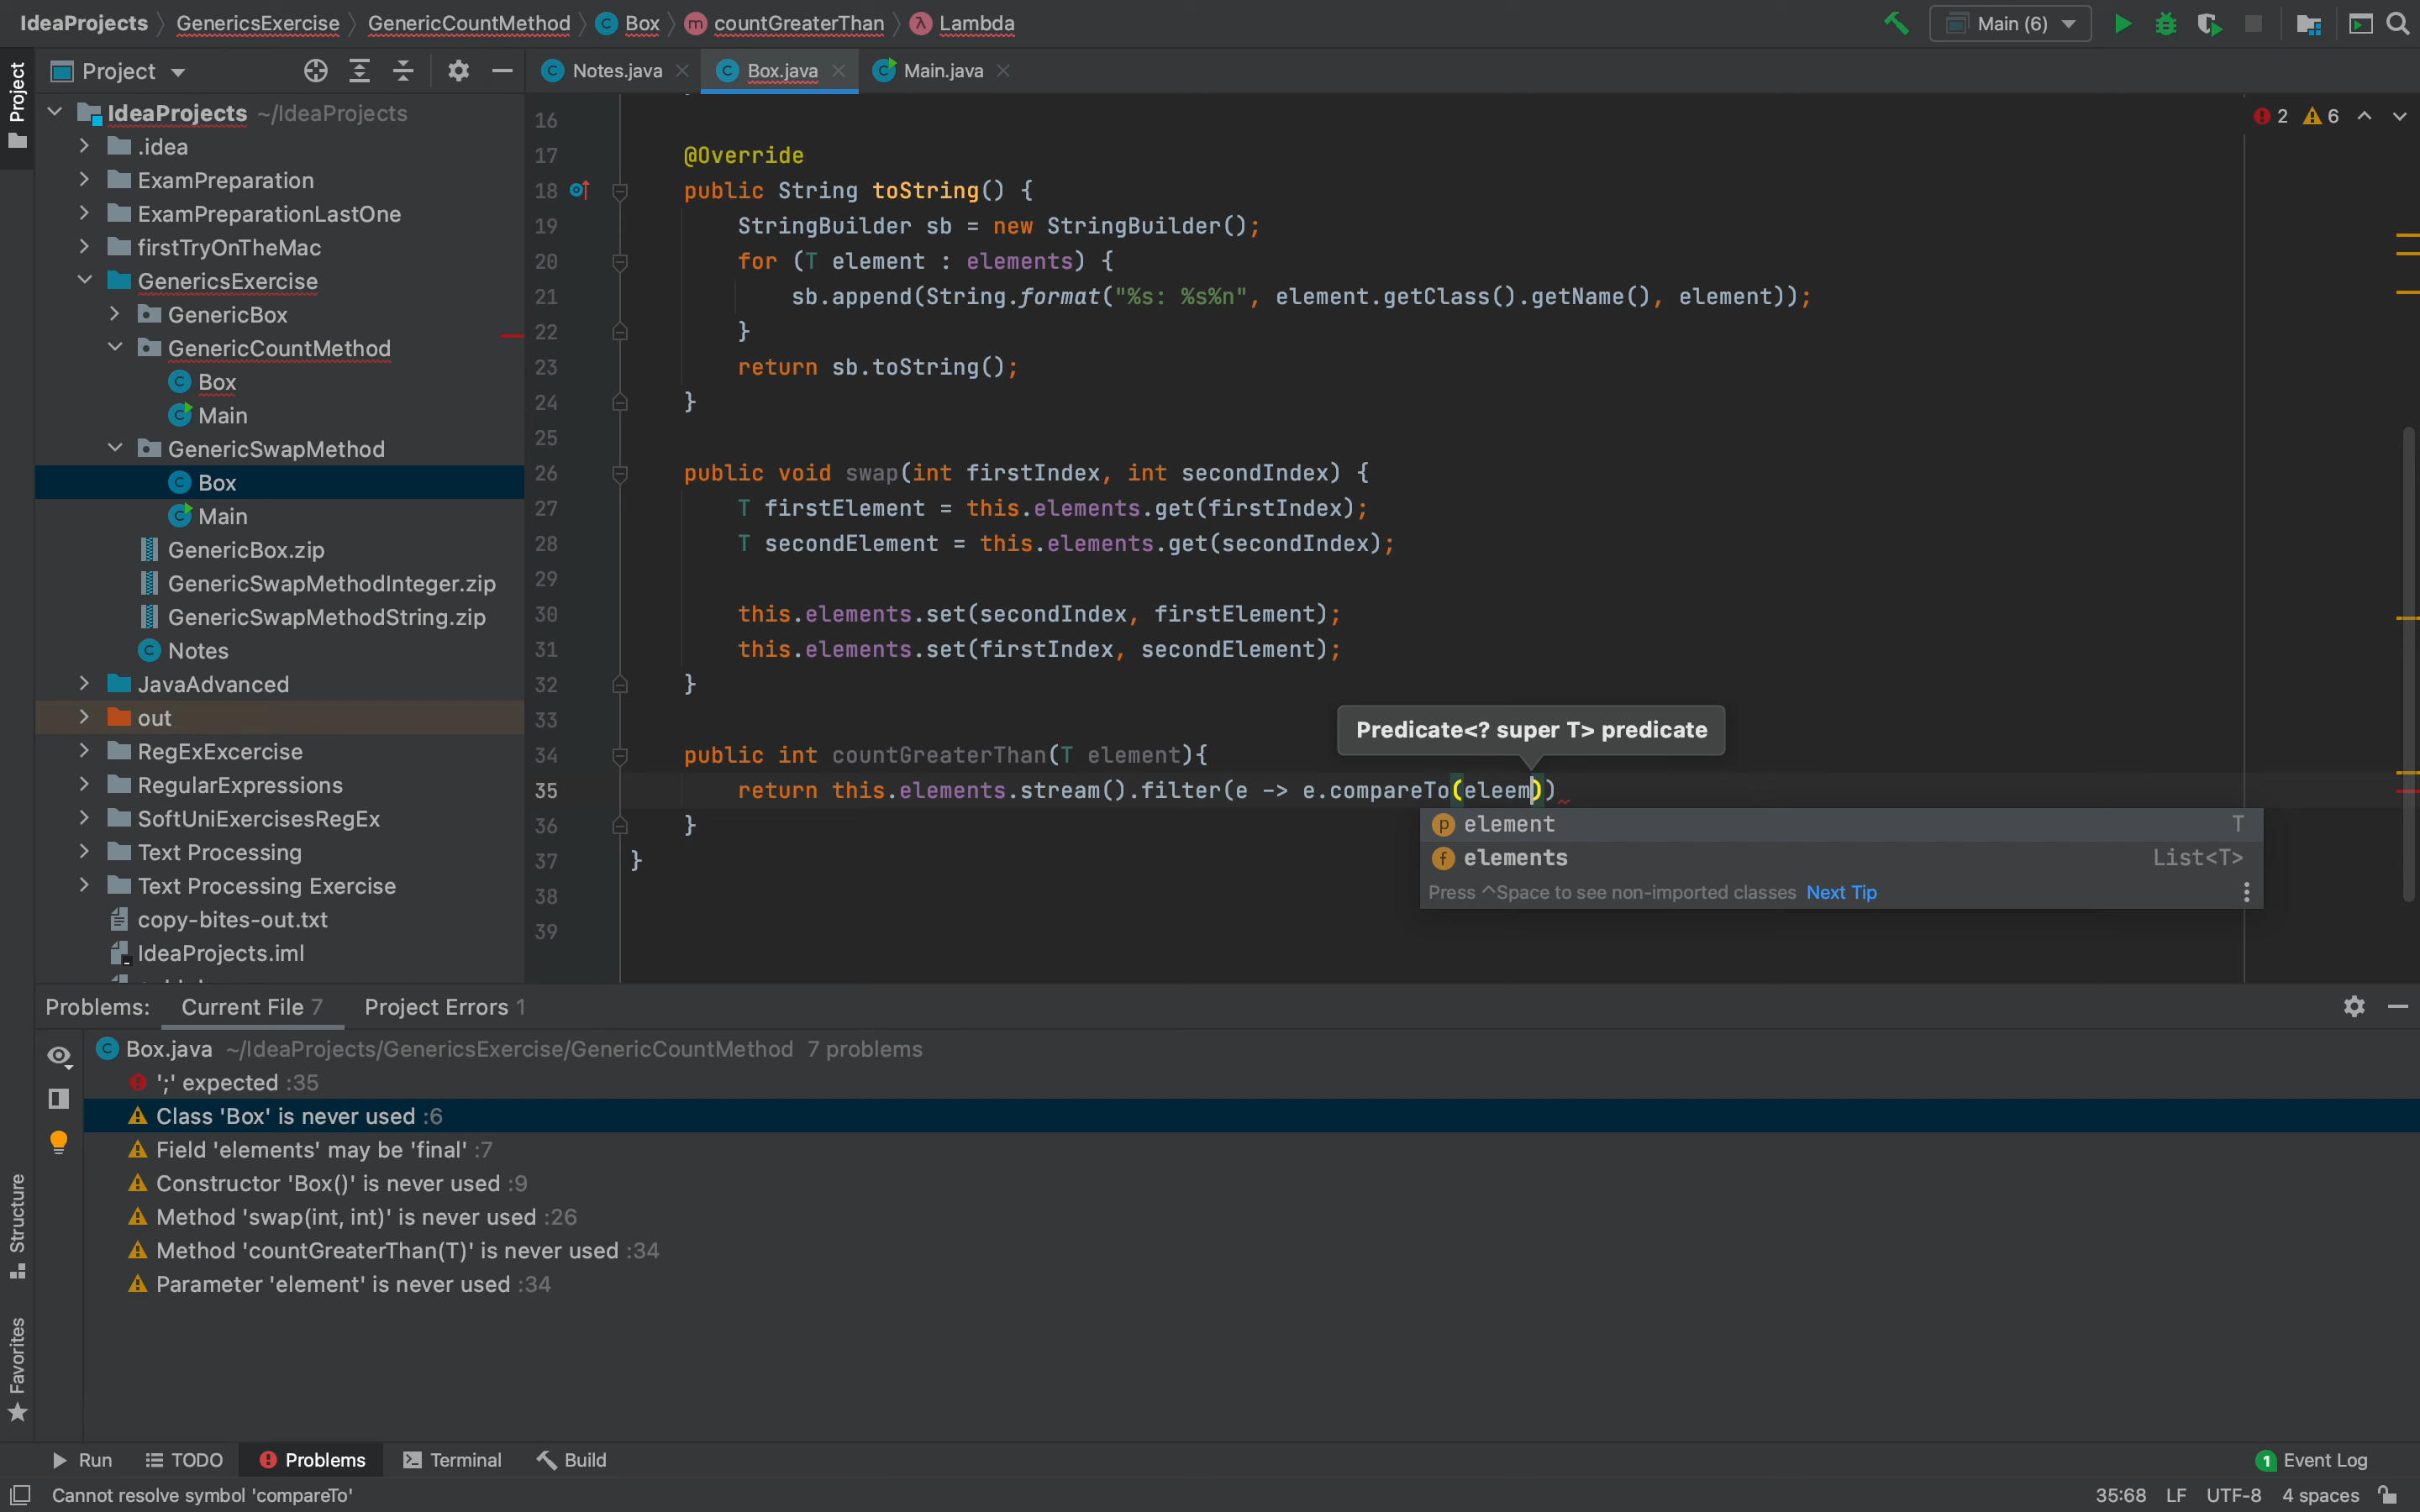 IdeaProjects GenericsExercise GenericCountMethod Box countGreaterThan Lambda Main (6)
Project
Project Notes.java Box.java Main.java
IdeaProjects ~/IdeaProjects
.idea
ExamPreparation
ExamPreparationLastOne
firstTryOnTheMac
GenericsExercise
GenericBox
GenericCountMethod
Box
Main
GenericSwapMethod
Box
Main
GenericBox.zip
GenericSwapMethodInteger.zip
GenericSwapMethodString.zip
Notes
JavaAdvanced
out
RegExExcercise
RegularExpressions
SoftUniExercisesRegEx
Text Processing
Text Processing Exercise
copy-bites-out.txt
IdeaProjects.iml
2 6
16
17 @Override
18 public String toString() {
19 StringBuilder sb = new StringBuilder();
20 for (T element : elements) {
21 sb.append(String.format("%s: %s%n", element.getClass().getName(), element));
22 }
23 return sb.toString();
24 }
25
26 public void swap(int firstIndex, int secondIndex) {
27 T firstElement = this.elements.get(firstIndex);
28 T secondElement = this.elements.get(secondIndex);
29
30 this.elements.set(secondIndex, firstElement);
31 this.elements.set(firstIndex, secondElement);
32 }
33
Predicate<? super T> predicate
34 public int countGreaterThan(T element){
35 return this.elements.stream().filter(e -> e.compareTo(eleem))
36 }
37 }
38
39
element T
elements List<T>
Press ^Space to see non-imported classes Next Tip
Problems: Current File 7 Project Errors 1
Box.java ~/IdeaProjects/GenericsExercise/GenericCountMethod 7 problems
';' expected :35
Class 'Box' is never used :6
Field 'elements' may be 'final' :7
Constructor 'Box()' is never used :9
Method 'swap(int, int)' is never used :26
Method 'countGreaterThan(T)' is never used :34
Parameter 'element' is never used :34
Structure
Favorites
Run TODO Problems Terminal Build 1 Event Log
Cannot resolve symbol 'compareTo' 35:68 LF UTF-8 4 spaces